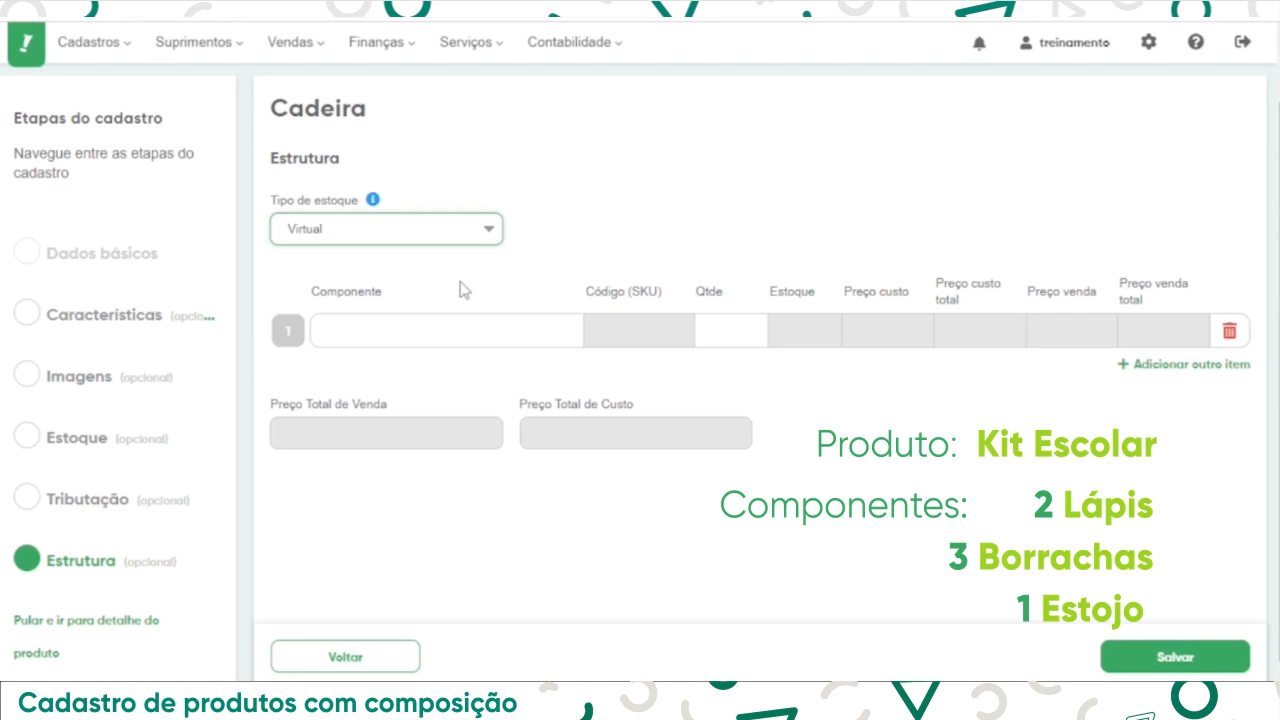 Cadastros
Suprimentos
Vendas
Finanças
Serviços
Contabilidade
treinamento
Etapas do cadastro
Navegue entre as etapas do
cadastro
Dados básicos
Características (opcio...
Imagens (opcional)
Estoque (opcional)
Tributação (opcional)
Estrutura (opcional)
Pular e ir para detalhe do
produto
Cadeira
Estrutura
Tipo de estoque
Virtual
Componente
Código (SKU)
Qtde
Estoque
Preço custo
Preço custo
total
Preço venda
Preço venda
total
1
+ Adicionar outro item
Preço Total de Venda
Preço Total de Custo
Produto: Kit Escolar
Componentes: 2 Lápis
3 Borrachas
1 Estojo
Voltar
Salvar
Cadastro de produtos com composição